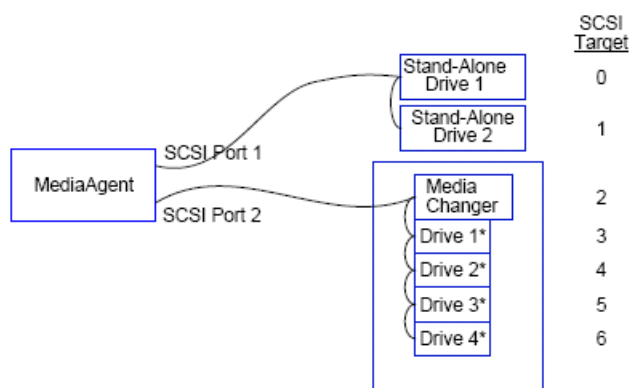 SCSI
Target
Stand-Alone
Drive 1
0
Stand-Alone
Drive 2
1
SCSI Port 1
MediaAgent
SCSI Port 2
Media
Changer
2
Drive 1*
3
Drive 2*
4
Drive 3*
5
Drive 4*
6